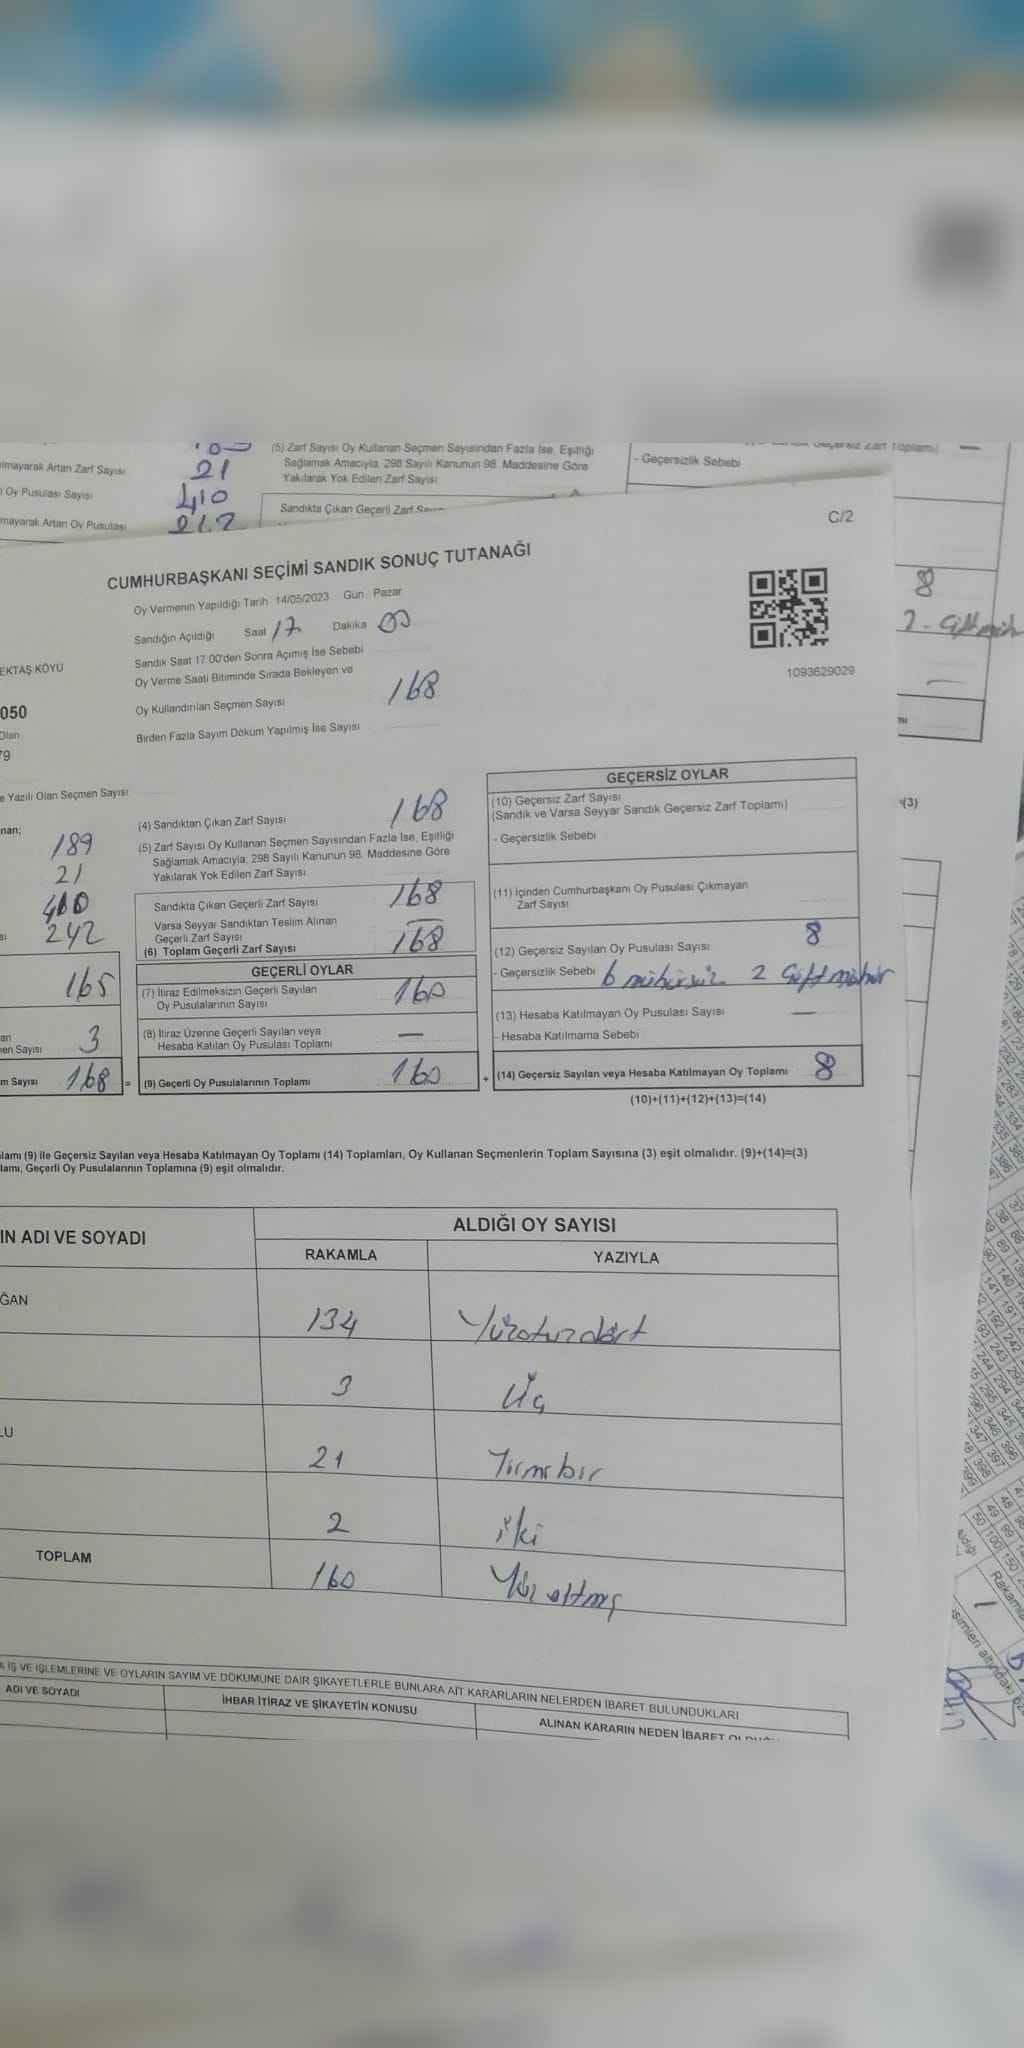 (5) Zarf Sayısı Oy Kullanan Seçmen Sayısından Fazla İse, Eşitliği
Sağlamak Amacıyla, 298 Sayılı Kanunun 98. Maddesine Göre
Yakılarak Yok Edilen Zarf Sayısı
lmayarak Artan Zarf Sayısı 21
Oy Pusulası Sayısı 410
mayarak Artan Oy Pusulası 242
Sandıkta Çıkan Geçerli Zarf
- Geçersizlik Sebebi
8
C/2
CUMHURBAŞKANI SEÇİMİ SANDIK SONUÇ TUTANAĞI
Oy Vermenin Yapıldığı Tarih 14/05/2023 Gün Pazar
Sandığın Açıldığı Saat 17 Dakika 00
Sandık Saat 17:00'den Sonra Açımış İse Sebebi
Oy Verme Saati Bitiminde Sırada Bekleyen ve
Oy Kullandırılan Seçmen Sayısı 168
Birden Fazla Sayım Döküm Yapılmış İse Sayısı
1093629029
EKTAŞ KÖYÜ
050
Olan
79
e Yazılı Olan Seçmen Sayısı
nan;
189
21
242
165
3
men Sayısı
m Sayısı 168 =
(4) Sandıktan Çıkan Zarf Sayısı 168
(5) Zarf Sayısı Oy Kullanan Seçmen Sayısından Fazla İse, Eşitliği
Sağlamak Amacıyla, 298 Sayılı Kanunun 98. Maddesine Göre
Yakılarak Yok Edilen Zarf Sayısı
Sandıkta Çıkan Geçerli Zarf Sayısı 168
Varsa Seyyar Sandıktan Teslim Alınan
Geçerli Zarf Sayısı —
(6) Toplam Geçerli Zarf Sayısı 168
GEÇERLİ OYLAR
(7) İtiraz Edilmeksizin Geçerli Sayılan
Oy Pusulalarının Sayısı 160
(8) İtiraz Üzerine Geçerli Sayılan veya
Hesaba Katılan Oy Pusulası Toplamı —
(9) Geçerli Oy Pusulalarının Toplamı 160 +
GEÇERSİZ OYLAR
(10) Geçersiz Zarf Sayısı
(Sandık ve Varsa Seyyar Sandık Geçersiz Zarf Toplamı)
- Geçersizlik Sebebi
(11) İçinden Cumhurbaşkanı Oy Pusulası Çıkmayan
Zarf Sayısı
(12) Geçersiz Sayılan Oy Pusulası Sayısı 8
- Geçersizlik Sebebi 6 mühürsüz 2 çift mühür
(13) Hesaba Katılmayan Oy Pusulası Sayısı —
- Hesaba Katılmama Sebebi
(14) Geçersiz Sayılan veya Hesaba Katılmayan Oy Toplamı 8
(10)+(11)+(12)+(13)=(14)
lamı (9) ile Geçersiz Sayılan veya Hesaba Katılmayan Oy Toplamı (14) Toplamları, Oy Kullanan Seçmenlerin Toplam Sayısına (3) eşit olmalıdır. (9)+(14)=(3)
lamı, Geçerli Oy Pusulalarının Toplamına (9) eşit olmalıdır.
IN ADI VE SOYADI ALDIĞI OY SAYISI
RAKAMLA YAZIYLA
ĞAN 134 Yüzotuzdört
3 Üç
LU 21 Yirmibir
2 iki
TOPLAM 160 Yüz altmış
İŞ VE İŞLEMLERİNE VE OYLARIN SAYIM VE DÖKÜMÜNE DAİR ŞİKAYETLERLE BUNLARA AİT KARARLARIN NELERDEN İBARET BULUNDUKLARI
ADI VE SOYADI İHBAR İTİRAZ VE ŞİKAYETİN KONUSU ALINAN KARARIN NEDEN İBARET